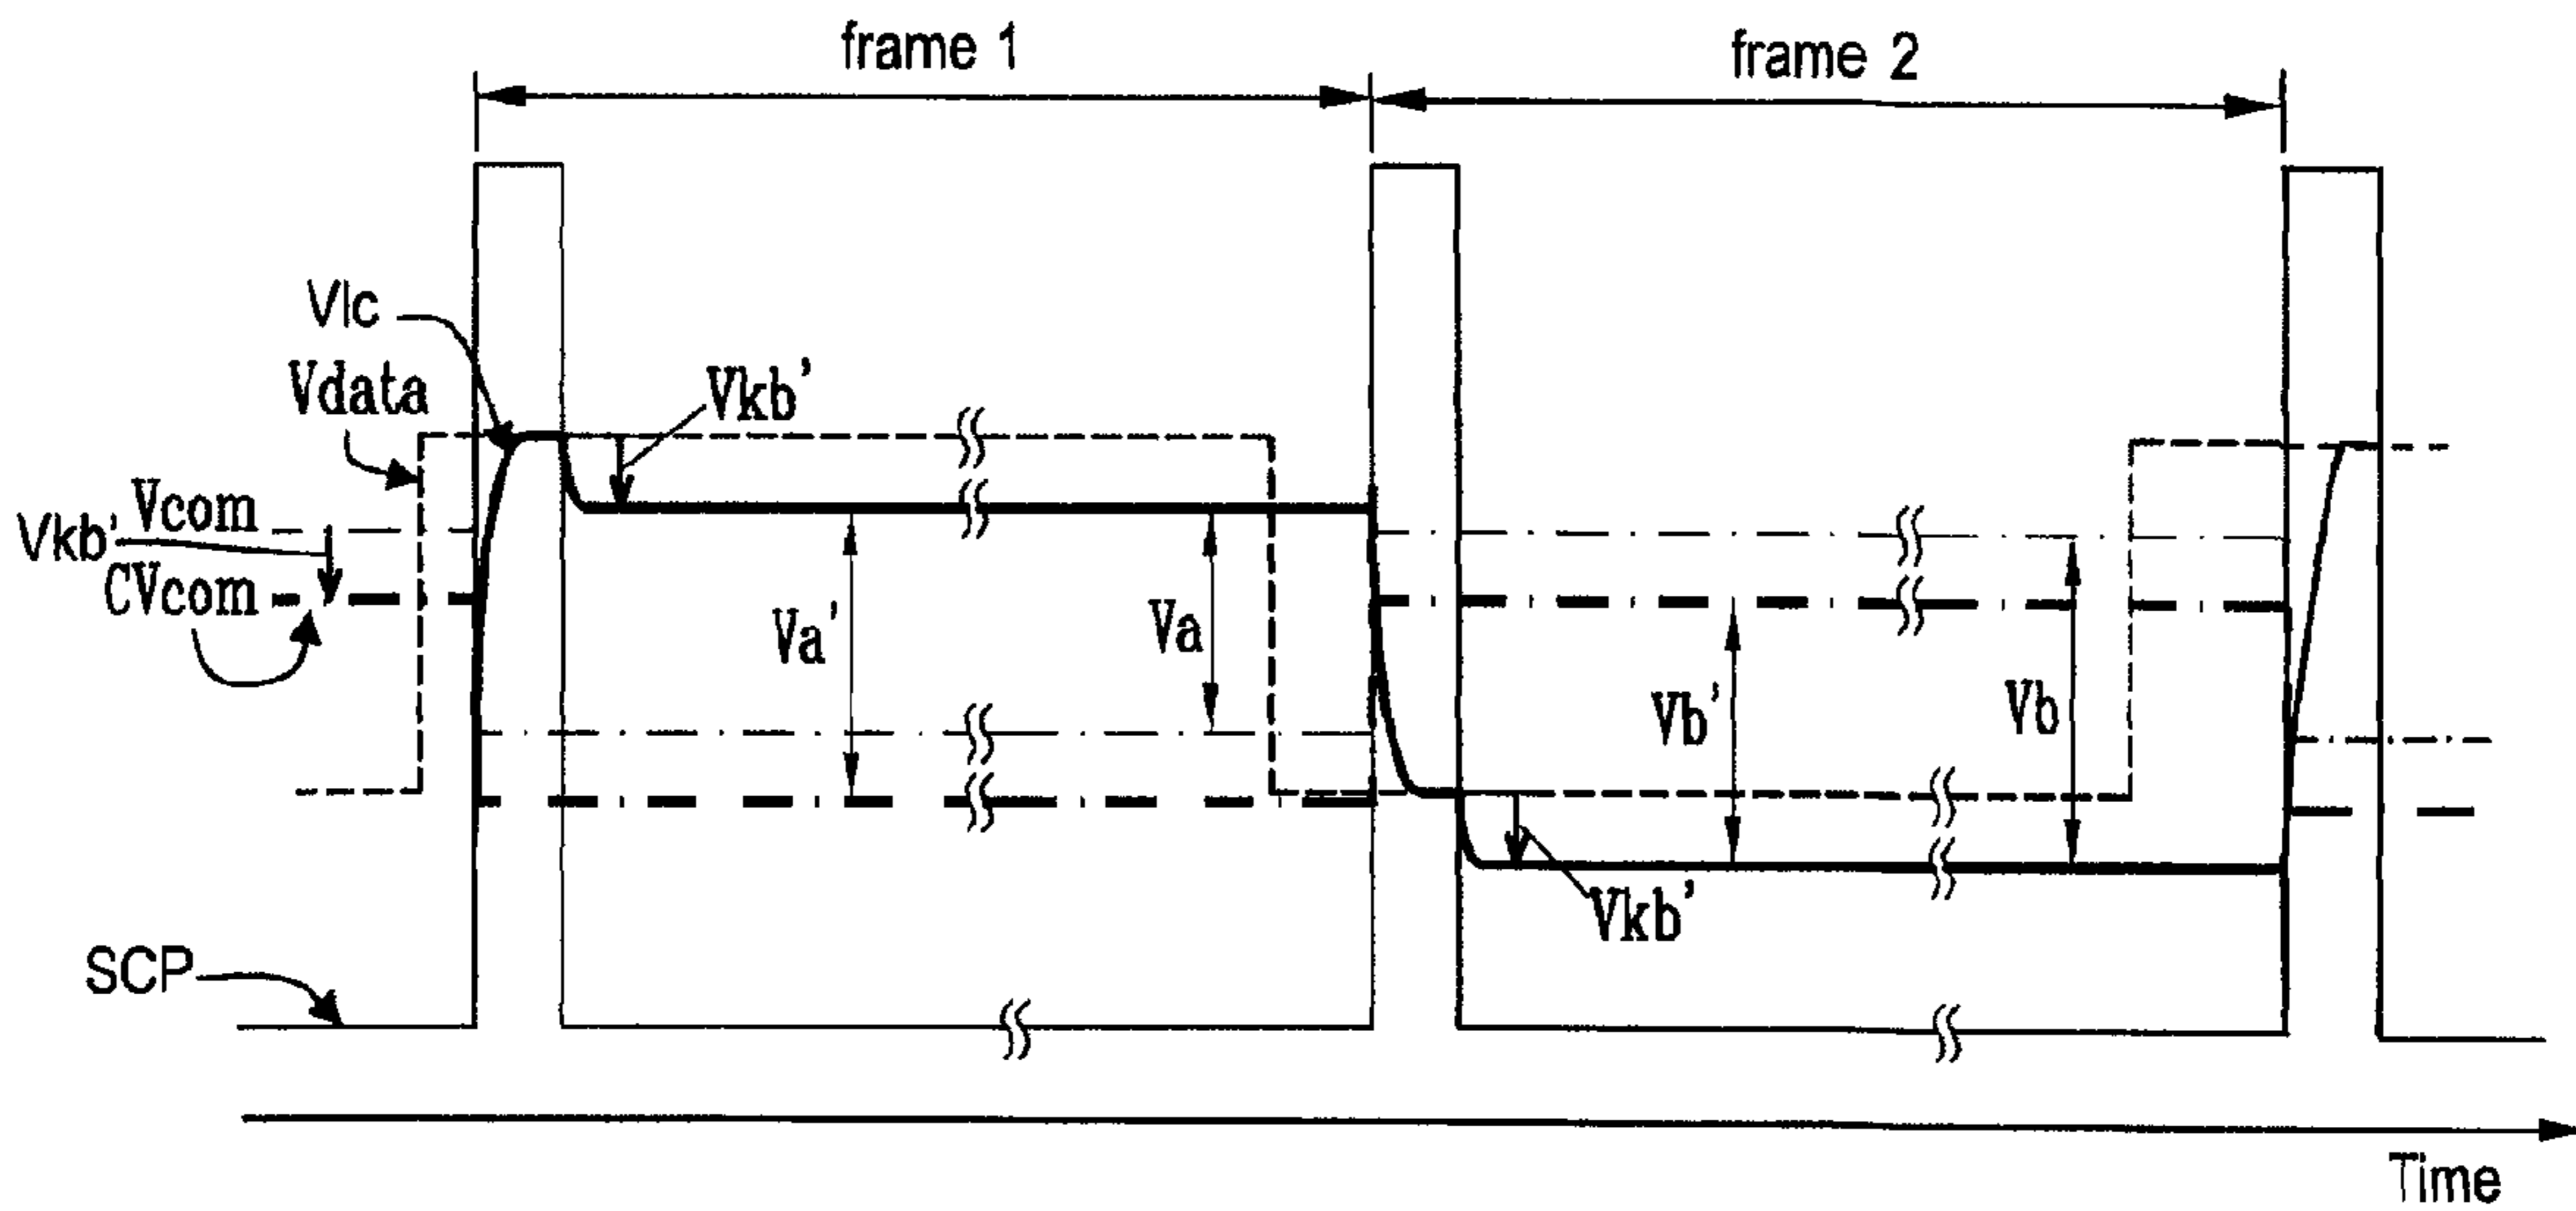 frame 1
frame 2
Vlc
Vdata
Vkb'
Vcom
Vkb'
CVcom
Va'
Va
Vb'
Vb
Vkb'
SCP
Time